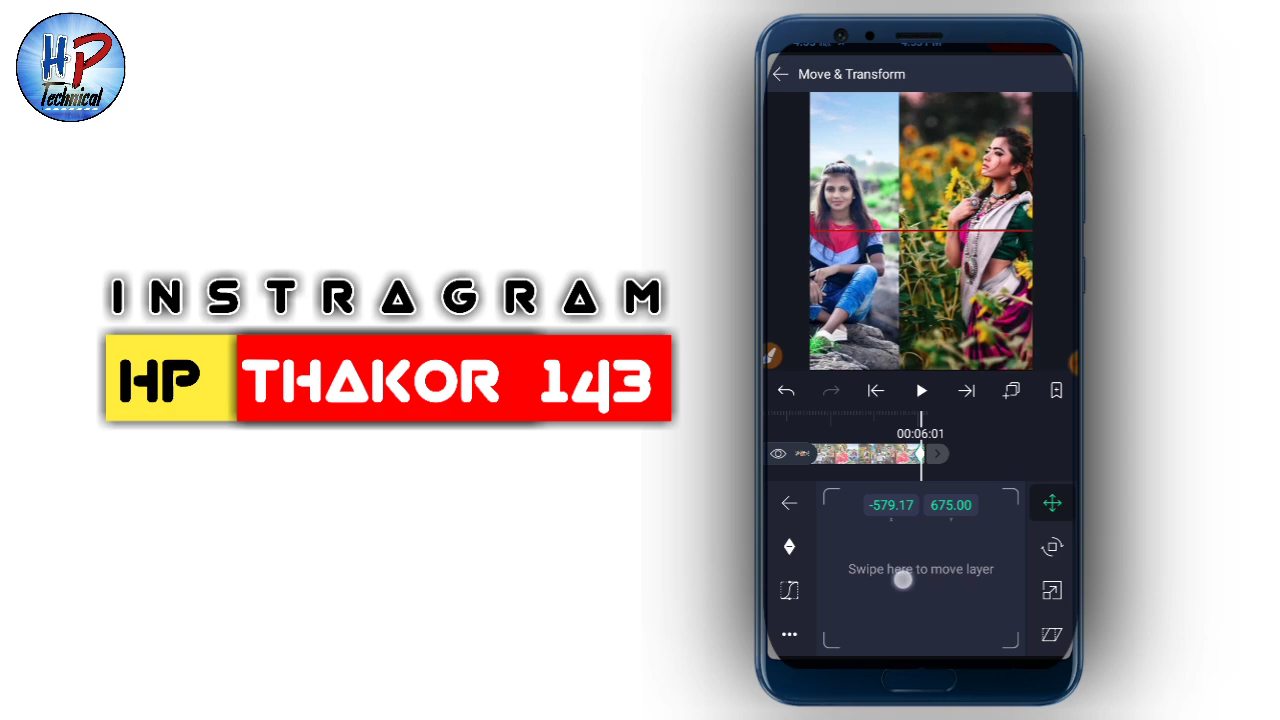 HP
Technical
Move & Transform
INSTRAGRAM
HP THAKOR 143
00:06:01
-579.17 675.00
Swipe here to move layer